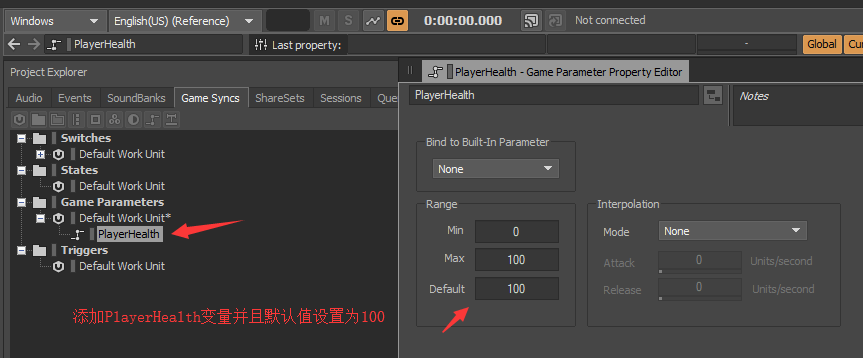 Windows English(US) (Reference) M S 0:00:00.000 Not connected
PlayerHealth Last property: - Global Cur
Project Explorer
PlayerHealth - Game Parameter Property Editor
Audio Events SoundBanks Game Syncs ShareSets Sessions Que
PlayerHealth Notes
Switches
Default Work Unit
States
Default Work Unit
Game Parameters
Default Work Unit*
PlayerHealth
Triggers
Default Work Unit
添加PlayerHealth变量并且默认值设置为100
Bind to Built-In Parameter
None
Range
Min 0
Max 100
Default 100
Interpolation
Mode None
Attack 0 Units/second
Release 0 Units/second